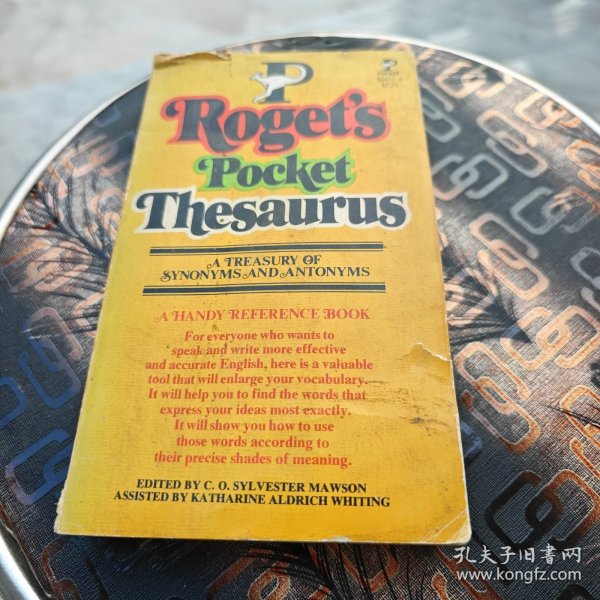 P
POCKET
Roget's
Pocket
Thesaurus
A TREASURY OF
SYNONYMS AND ANTONYMS
A HANDY REFERENCE BOOK
For everyone who wants to
speak and write more effective
and accurate English, here is a valuable
tool that will enlarge your vocabulary.
It will help you to find the words that
express your ideas most exactly.
It will show you how to use
those words according to
their precise shades of meaning.
EDITED BY C. O. SYLVESTER MAWSON
ASSISTED BY KATHARINE ALDRICH WHITING
孔夫子旧书网
www.kongfz.com